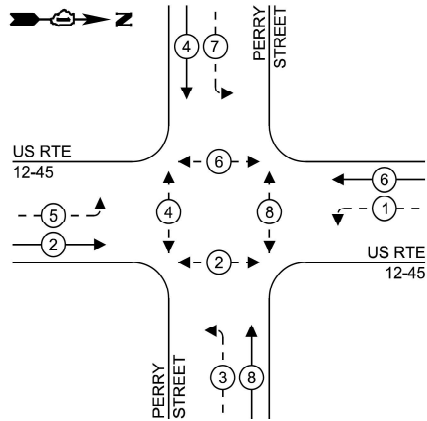 N
4 7
PERRY
STREET
US RTE
12-45
6
6
5
4
8
1
2
2
US RTE
12-45
PERRY
STREET
3 8